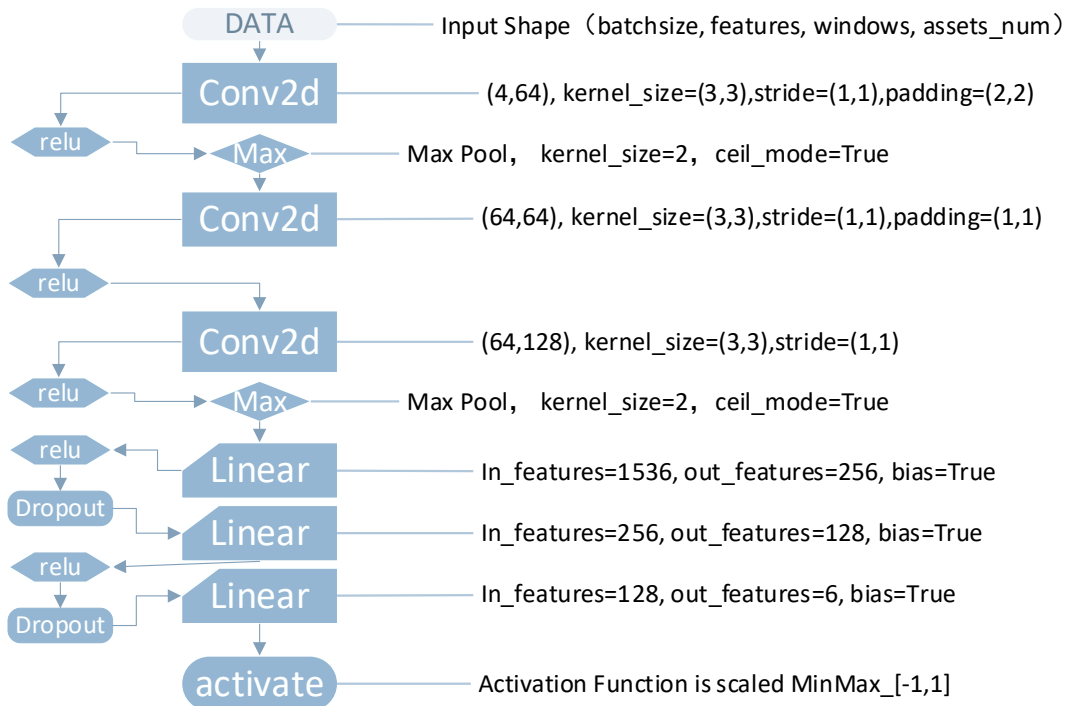 DATA Input Shape（batchsize, features, windows, assets_num）
Conv2d (4,64), kernel_size=(3,3),stride=(1,1),padding=(2,2)
relu Max Max Pool， kernel_size=2， ceil_mode=True
Conv2d (64,64), kernel_size=(3,3),stride=(1,1),padding=(1,1)
relu
Conv2d (64,128), kernel_size=(3,3),stride=(1,1)
relu Max Max Pool， kernel_size=2， ceil_mode=True
relu Linear In_features=1536, out_features=256, bias=True
Dropout Linear In_features=256, out_features=128, bias=True
relu Linear In_features=128, out_features=6, bias=True
Dropout
activate Activation Function is scaled MinMax_[-1,1]